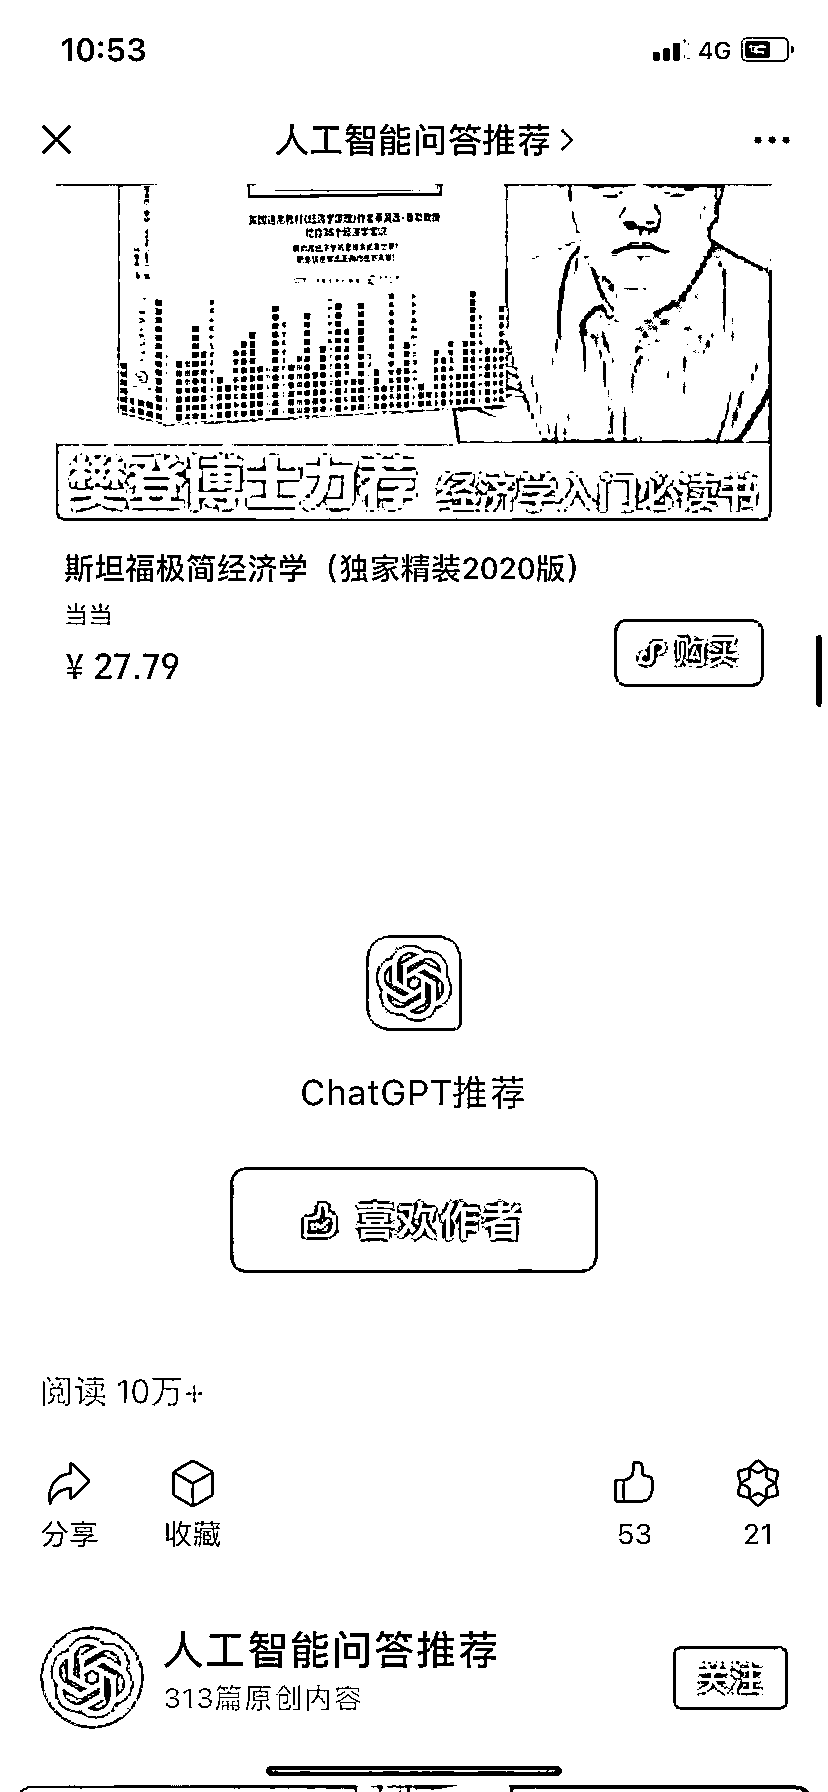 10:53
4G
人工智能问答推荐
樊登博士力荐 经济学入门必读书
斯坦福极简经济学（独家精装2020版）
当当
¥ 27.79
购买
ChatGPT推荐
喜欢作者
阅读 10万+
分享 收藏 53 21
人工智能问答推荐
313篇原创内容
关注